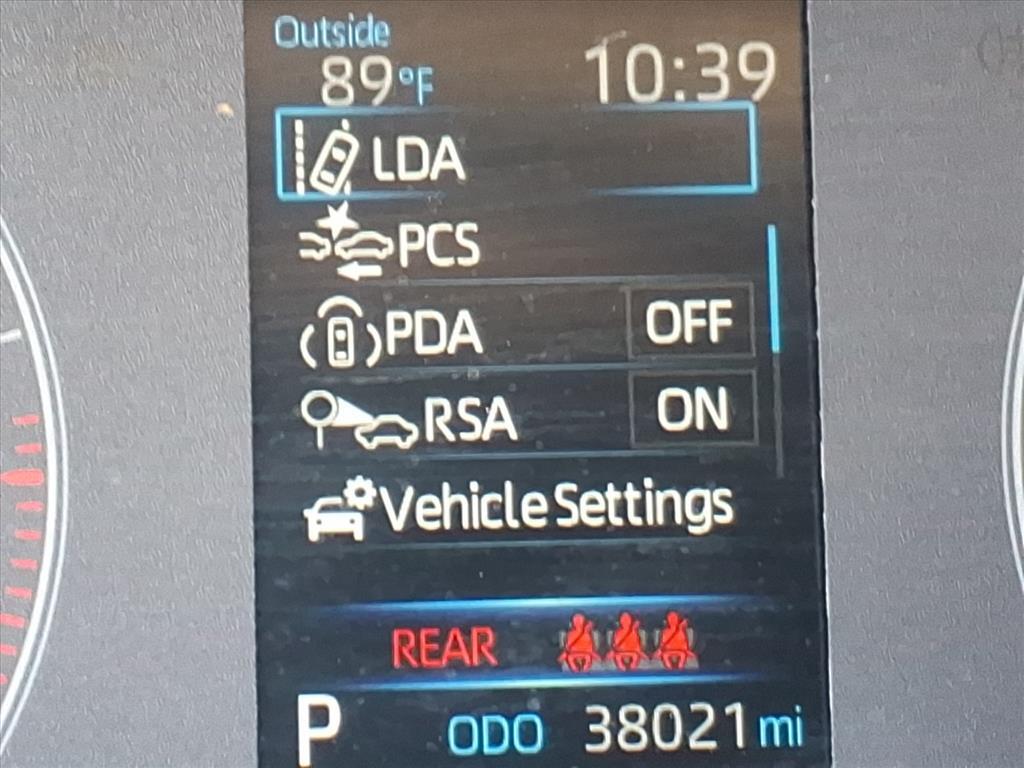 Outside
89°F 10:39
LDA
PCS
PDA OFF
RSA ON
Vehicle Settings
REAR
P ODO 38021 mi